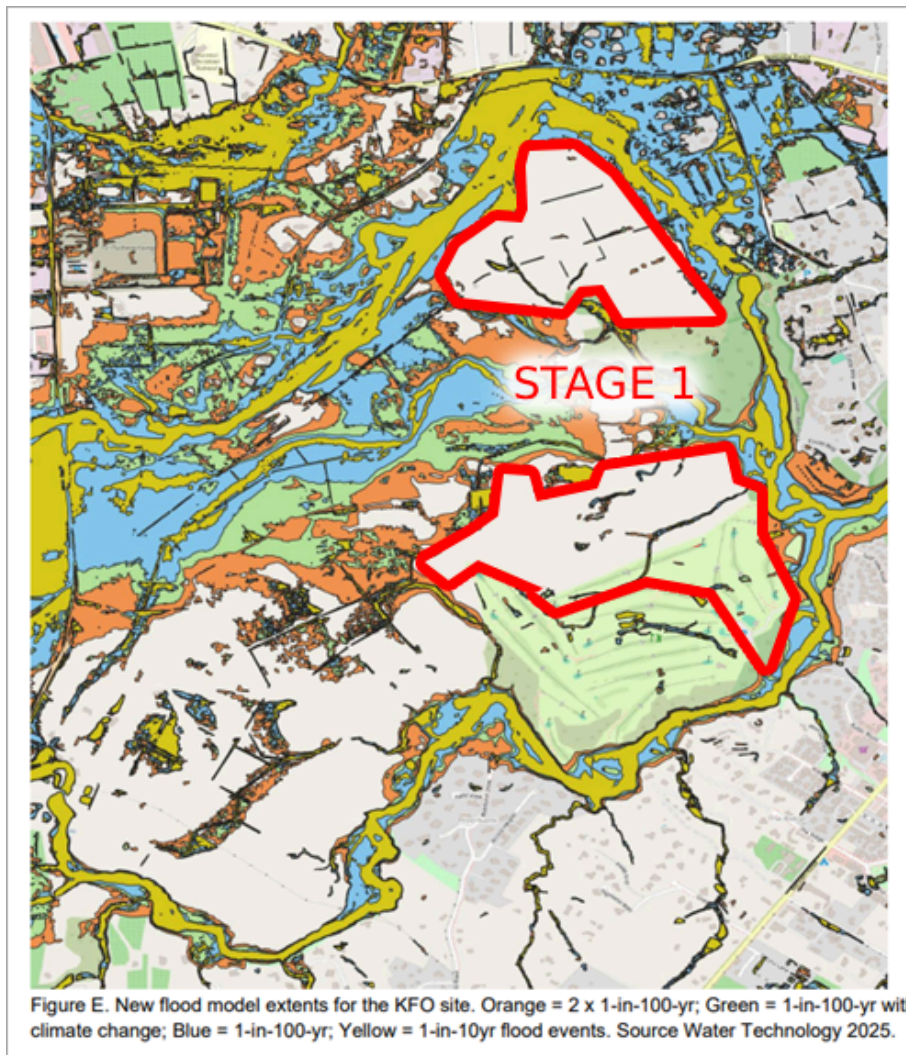 STAGE 1
Figure E. New flood model extents for the KFO site. Orange = 2 x 1-in-100-yr; Green = 1-in-100-yr wit
climate change; Blue = 1-in-100-yr; Yellow = 1-in-10yr flood events. Source Water Technology 2025.